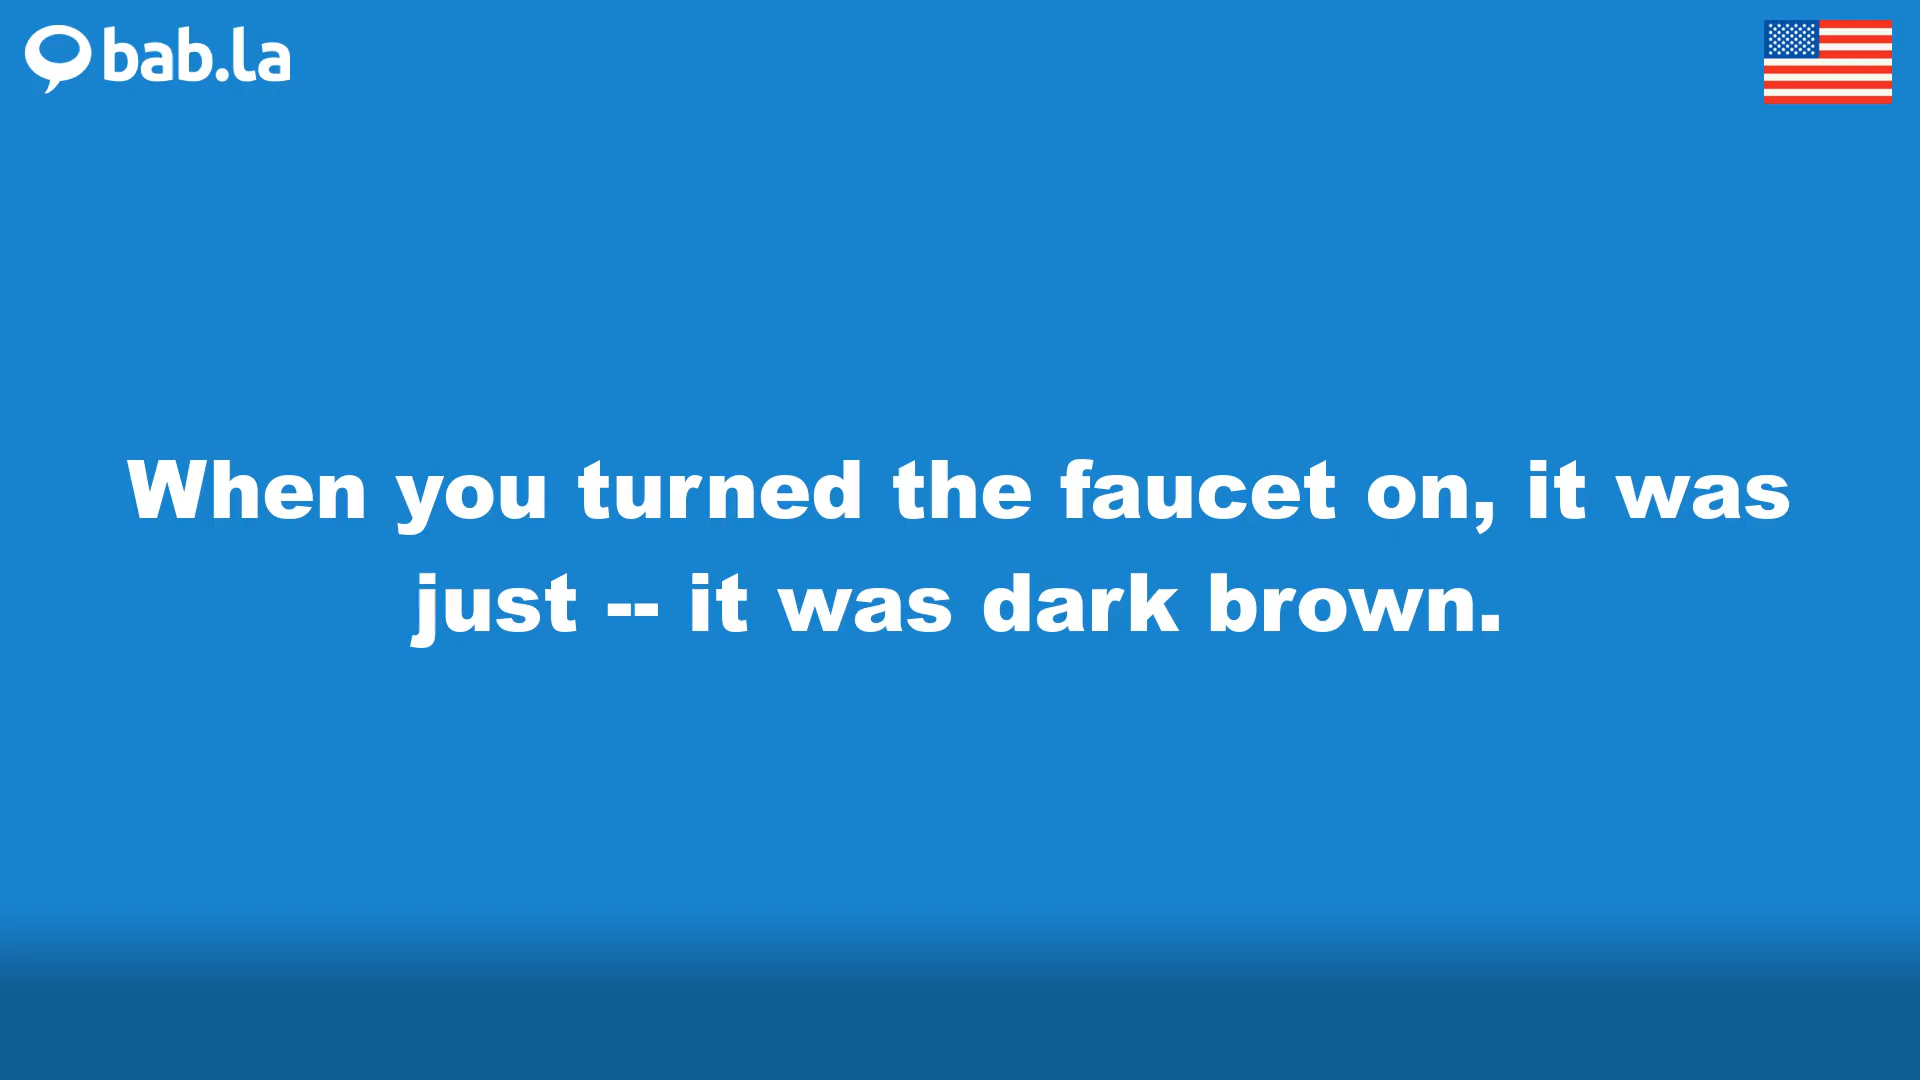 bab.la
When you turned the faucet on, it was
just -- it was dark brown.